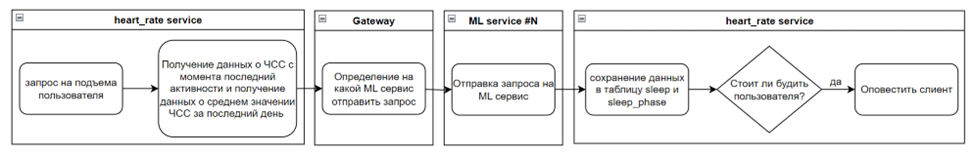 heart_rate service
запрос на подъема
пользователя
Получение данных о ЧСС с
момента последний
активности и получение
данных о среднем значении
ЧСС за последний день
Gateway
Определение на
какой ML сервис
отправить запрос
ML service #N
Отправка запроса на
ML сервис
heart_rate service
сохранение данных
в таблицу sleep и
sleep_phase
Стоит ли будить
пользователя?
да
Оповестить слиент